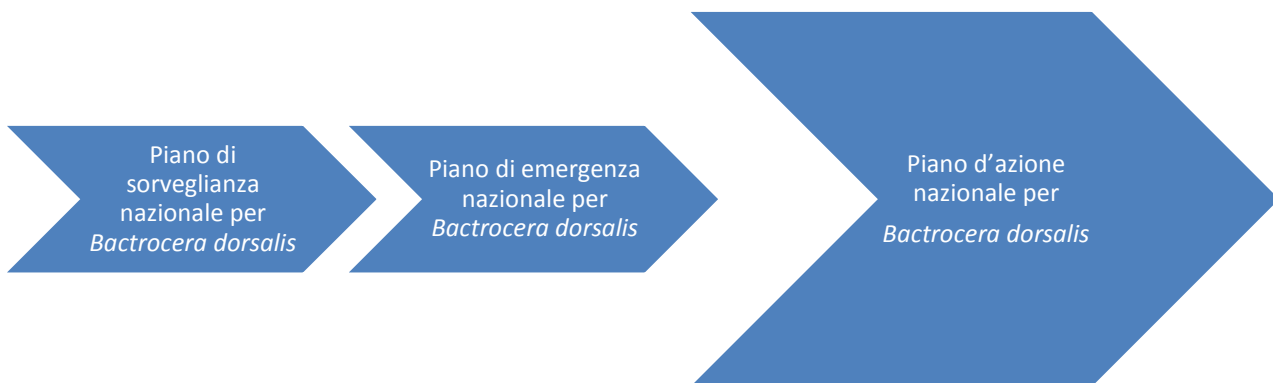 Piano di
sorveglianza
nazionale per
Bactrocera dorsalis
Piano di emergenza
nazionale per
Bactrocera dorsalis
Piano d’azione
nazionale per
Bactrocera dorsalis